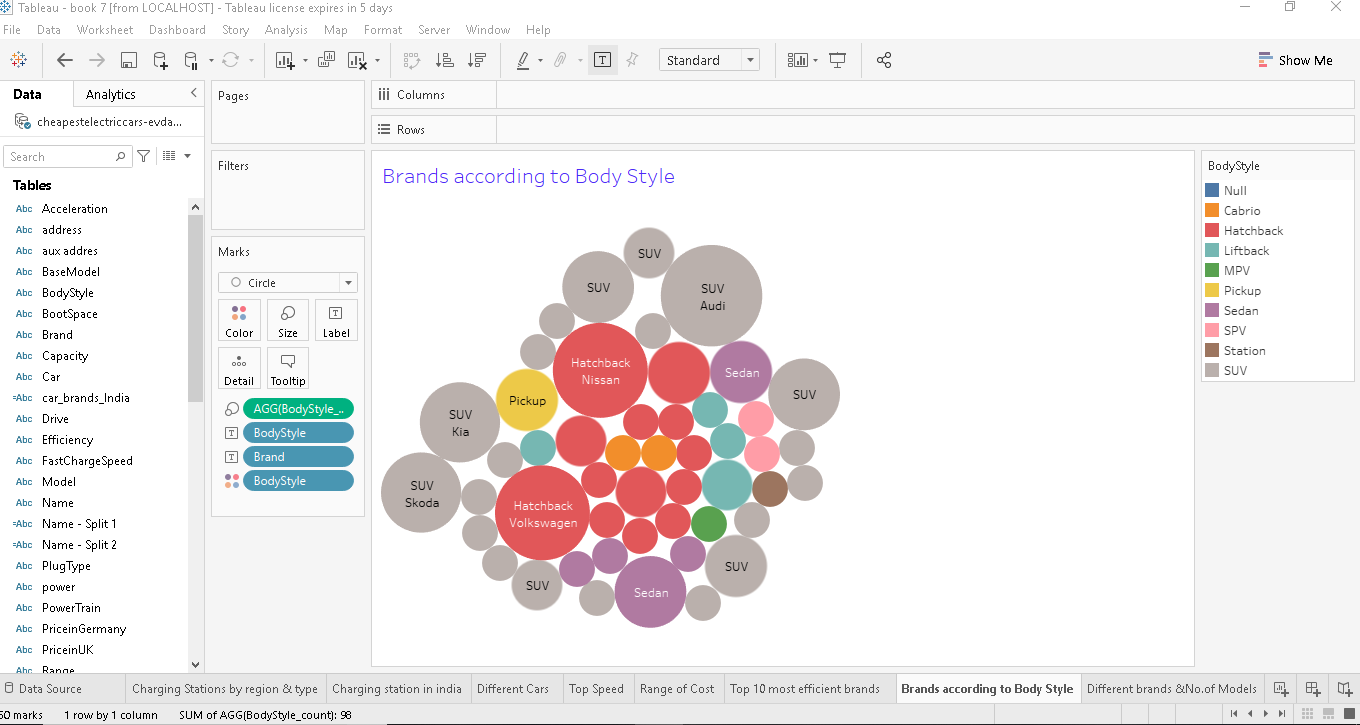 Tableau - book 7 [from LOCALHOST] - Tableau license expires in 5 days
File Data Worksheet Dashboard Story Analysis Map Format Server Window Help
Standard
Show Me
Data Analytics
cheapestelectriccars-evda...
Search
Tables
Abc Acceleration
Abc address
Abc aux addres
Abc BaseModel
Abc BodyStyle
Abc BootSpace
Abc Brand
Abc Capacity
Abc Car
=Abc car_brands_India
Abc Drive
Abc Efficiency
Abc FastChargeSpeed
Abc Model
Abc Name
=Abc Name - Split 1
=Abc Name - Split 2
Abc PlugType
Abc power
Abc PowerTrain
Abc PriceinGermany
Abc PriceinUK
Abc Range
Pages
Filters
Marks
Circle
Color Size Label
Detail Tooltip
AGG(BodyStyle_..
BodyStyle
Brand
BodyStyle
Columns
Rows
Brands according to Body Style
SUV
SUV
SUV
Audi
Hatchback
Nissan
Sedan
SUV
Pickup
SUV
Kia
SUV
Skoda
Hatchback
Volkswagen
SUV
SUV
Sedan
BodyStyle
Null
Cabrio
Hatchback
Liftback
MPV
Pickup
Sedan
SPV
Station
SUV
Data Source Charging Stations by region & type Charging station in india Different Cars Top Speed Range of Cost Top 10 most efficient brands Brands according to Body Style Different brands &No.of Models
60 marks 1 row by 1 column SUM of AGG(BodyStyle_count): 98